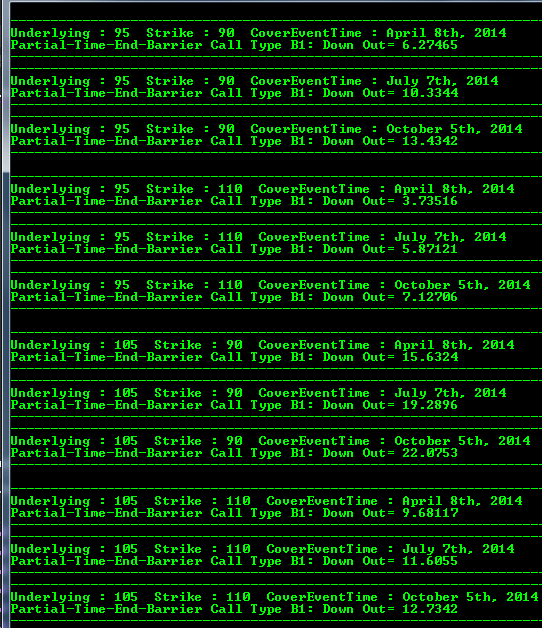 Underlying : 95 Strike : 90 CoverEventTime : April 8th, 2014
Partial-Time-End-Barrier Call Type B1: Down Out= 6.27465
Underlying : 95 Strike : 90 CoverEventTime : July 7th, 2014
Partial-Time-End-Barrier Call Type B1: Down Out= 10.3344
Underlying : 95 Strike : 90 CoverEventTime : October 5th, 2014
Partial-Time-End-Barrier Call Type B1: Down Out= 13.4342
Underlying : 95 Strike : 110 CoverEventTime : April 8th, 2014
Partial-Time-End-Barrier Call Type B1: Down Out= 3.73516
Underlying : 95 Strike : 110 CoverEventTime : July 7th, 2014
Partial-Time-End-Barrier Call Type B1: Down Out= 5.87121
Underlying : 95 Strike : 110 CoverEventTime : October 5th, 2014
Partial-Time-End-Barrier Call Type B1: Down Out= 7.12706
Underlying : 105 Strike : 90 CoverEventTime : April 8th, 2014
Partial-Time-End-Barrier Call Type B1: Down Out= 15.6324
Underlying : 105 Strike : 90 CoverEventTime : July 7th, 2014
Partial-Time-End-Barrier Call Type B1: Down Out= 19.2896
Underlying : 105 Strike : 90 CoverEventTime : October 5th, 2014
Partial-Time-End-Barrier Call Type B1: Down Out= 22.0753
Underlying : 105 Strike : 110 CoverEventTime : April 8th, 2014
Partial-Time-End-Barrier Call Type B1: Down Out= 9.68117
Underlying : 105 Strike : 110 CoverEventTime : July 7th, 2014
Partial-Time-End-Barrier Call Type B1: Down Out= 11.6055
Underlying : 105 Strike : 110 CoverEventTime : October 5th, 2014
Partial-Time-End-Barrier Call Type B1: Down Out= 12.7342